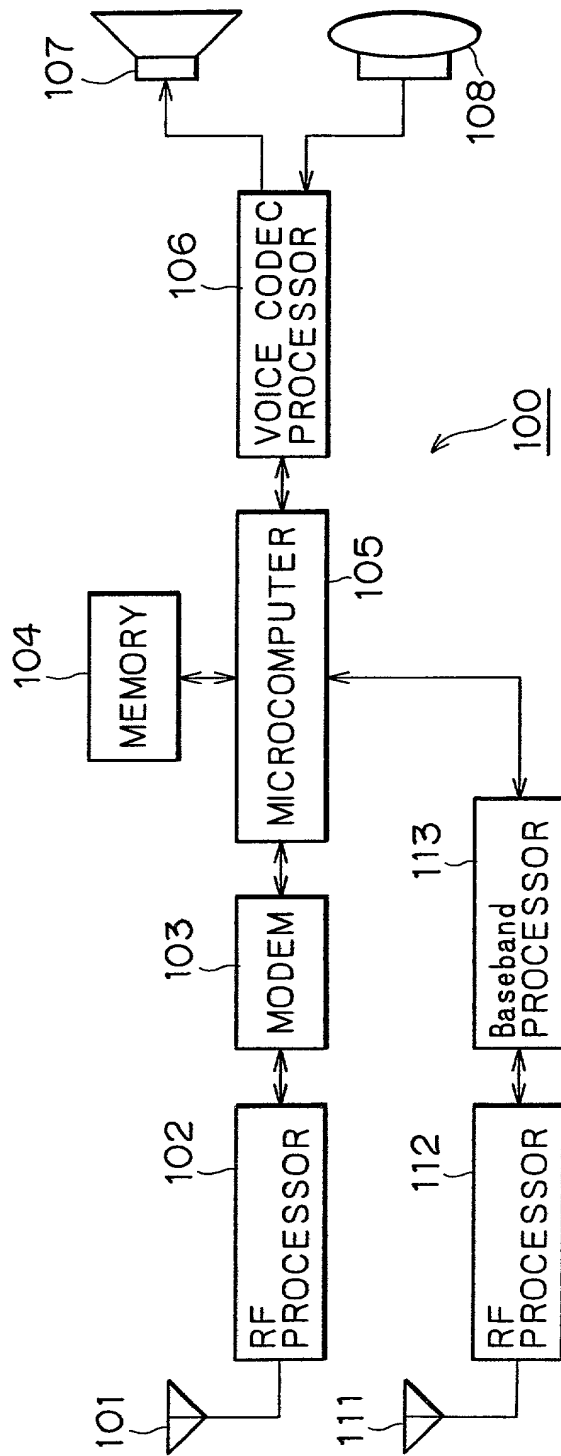 101
102
RF
PROCESSOR
103
MODEM
104
MEMORY
MICROCOMPUTER
105
106
VOICE CODEC
PROCESSOR
107
108
100
111
112
RF
PROCESSOR
113
Baseband
PROCESSOR